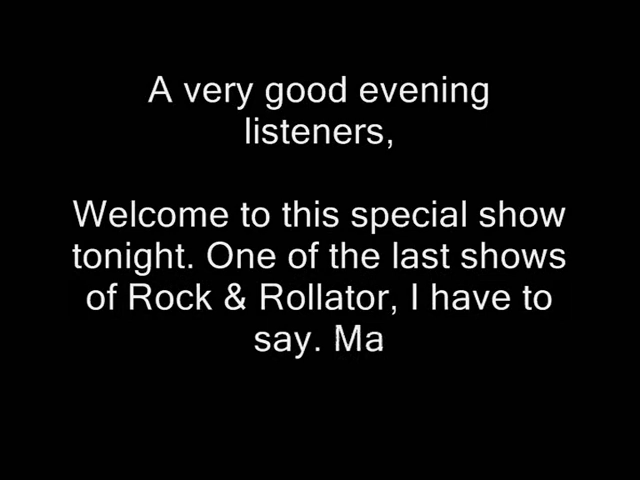 A very good evening
listeners,
Welcome to this special show
tonight. One of the last shows
of Rock & Rollator, I have to
say. Ma